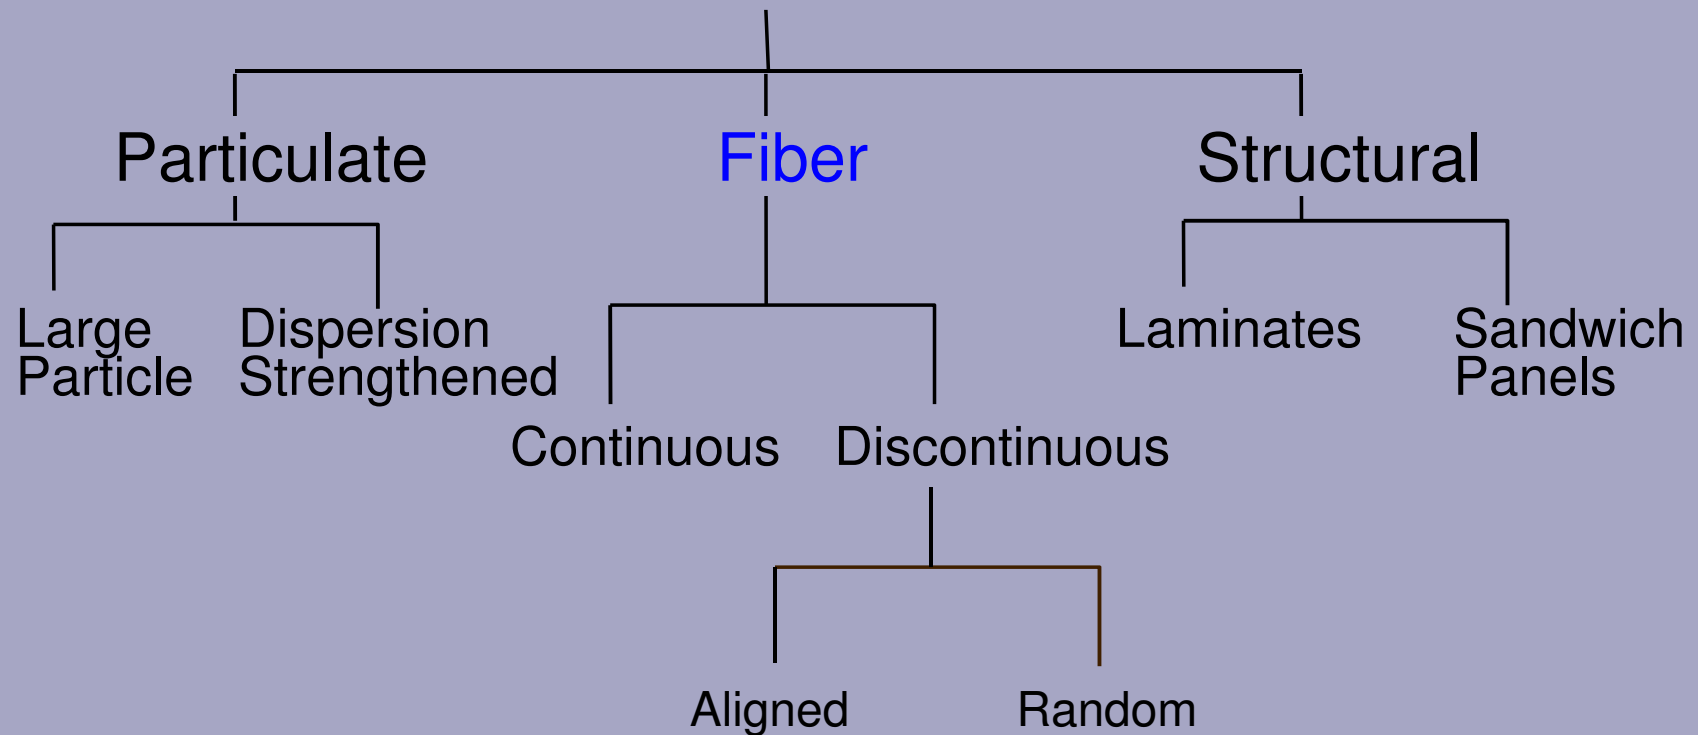 Particulate
Fiber
Structural
Large
Particle
Dispersion
Strengthened
Laminates
Sandwich
Panels
Continuous
Discontinuous
Aligned
Random